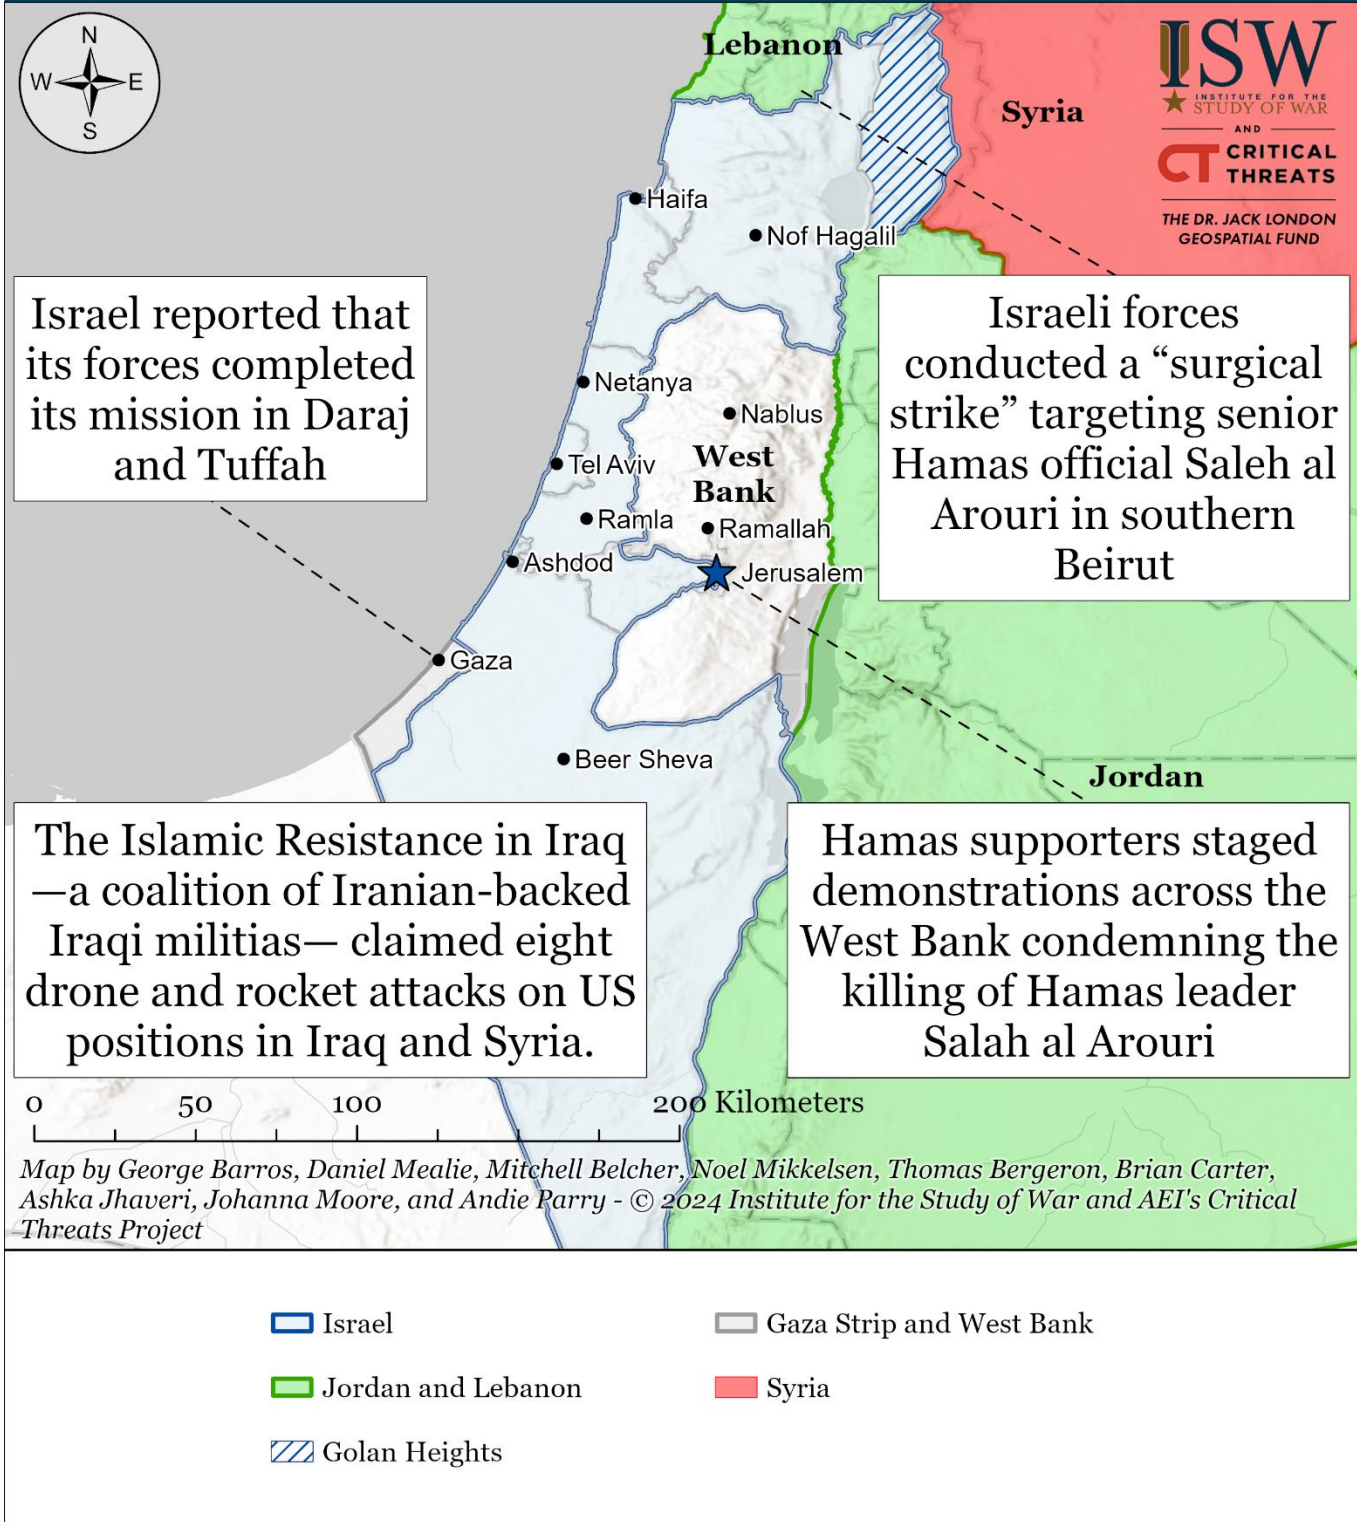 N
W
E
S
Lebanon
Syria
ISW
INSTITUTE FOR THE
STUDY OF WAR
AND
CT CRITICAL
THREATS
THE DR. JACK LONDON
GEOSPATIAL FUND
Haifa
Nof Hagalil
Israel reported that
its forces completed
its mission in Daraj
and Tuffah
Israeli forces
conducted a “surgical
strike” targeting senior
Hamas official Saleh al
Arouri in southern
Beirut
Netanya
Nablus
Tel Aviv
West
Bank
Ramla
Ramallah
Ashdod
Jerusalem
Gaza
Beer Sheva
Jordan
The Islamic Resistance in Iraq
—a coalition of Iranian-backed
Iraqi militias— claimed eight
drone and rocket attacks on US
positions in Iraq and Syria.
Hamas supporters staged
demonstrations across the
West Bank condemning the
killing of Hamas leader
Salah al Arouri
0 50 100 200 Kilometers
Map by George Barros, Daniel Mealie, Mitchell Belcher, Noel Mikkelsen, Thomas Bergeron, Brian Carter,
Ashka Jhaveri, Johanna Moore, and Andie Parry - © 2024 Institute for the Study of War and AEI's Critical
Threats Project
Israel
Gaza Strip and West Bank
Jordan and Lebanon
Syria
Golan Heights